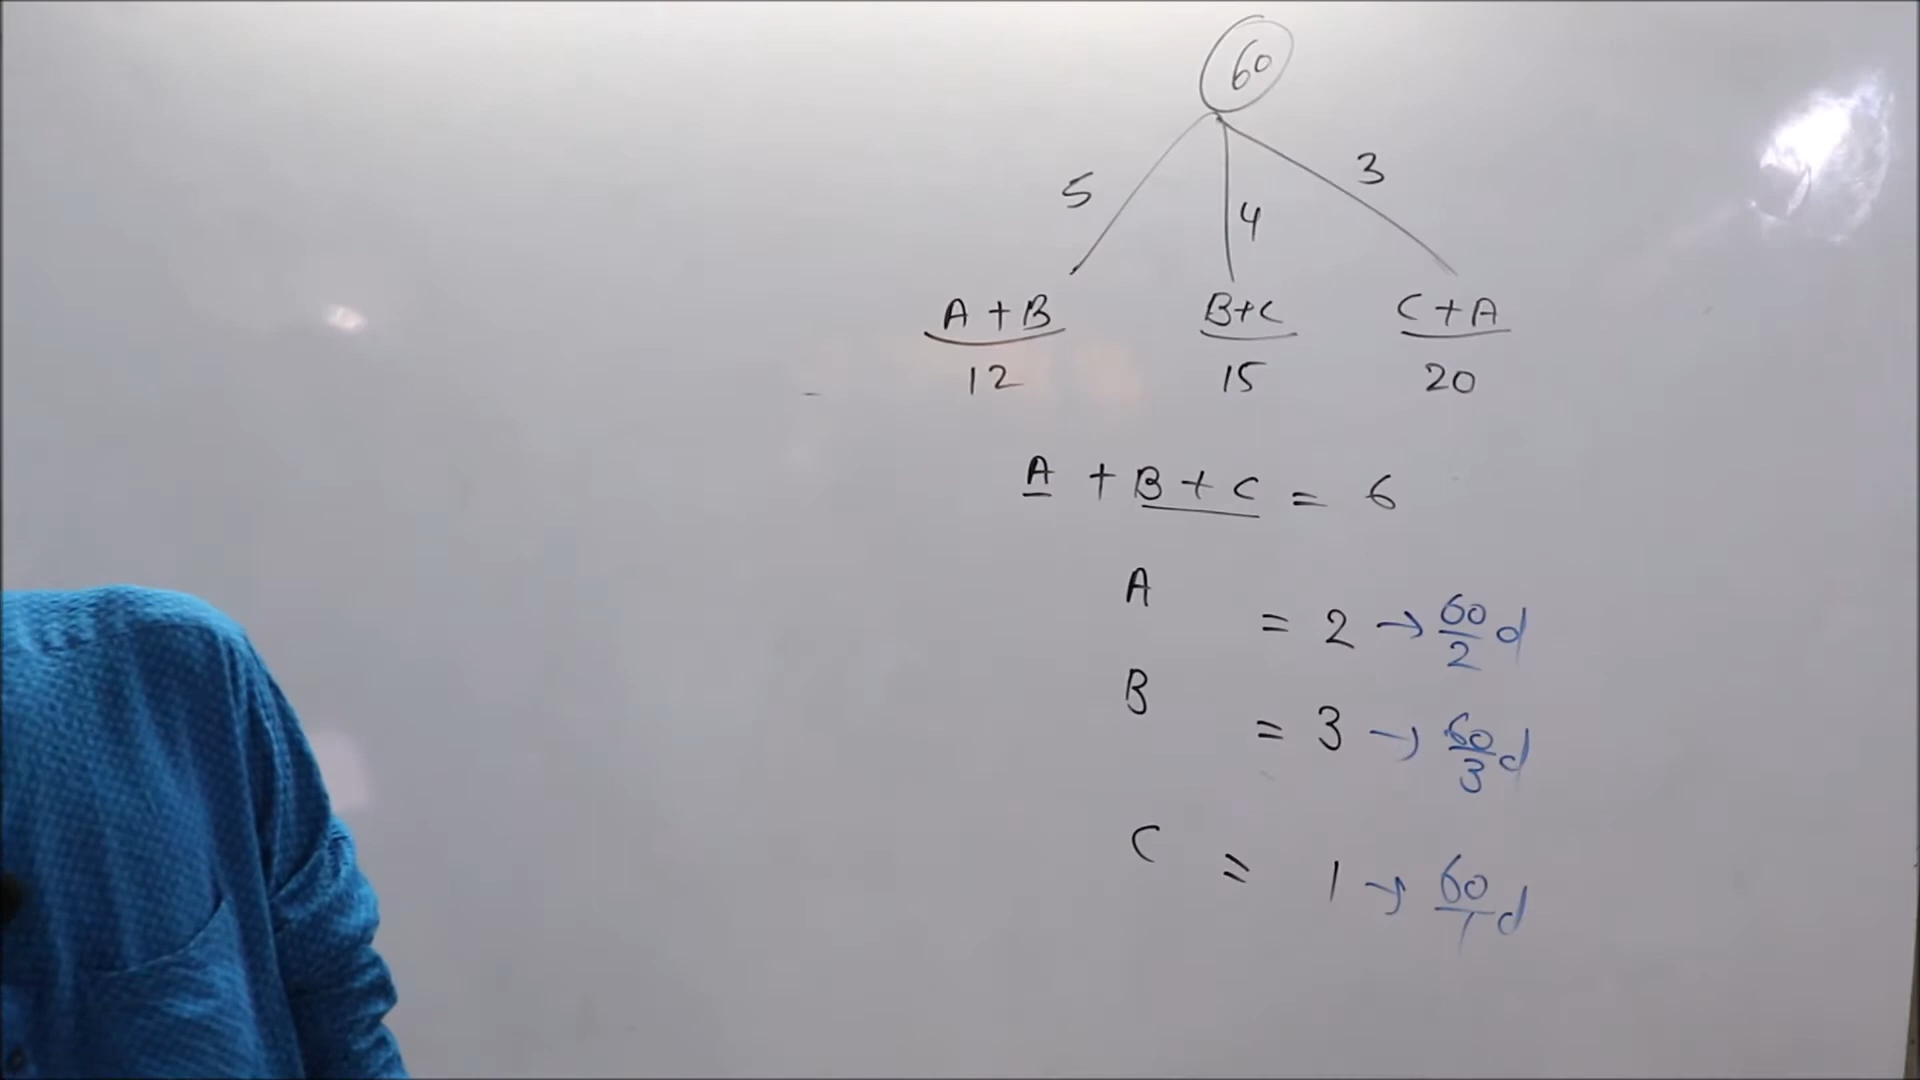 60
5 4 3
A + B B+C C + A
12 15 20
A + B + C = 6
A = 2 → 60/2 d
B = 3 → 60/3 d
C = 1 → 60/1 d